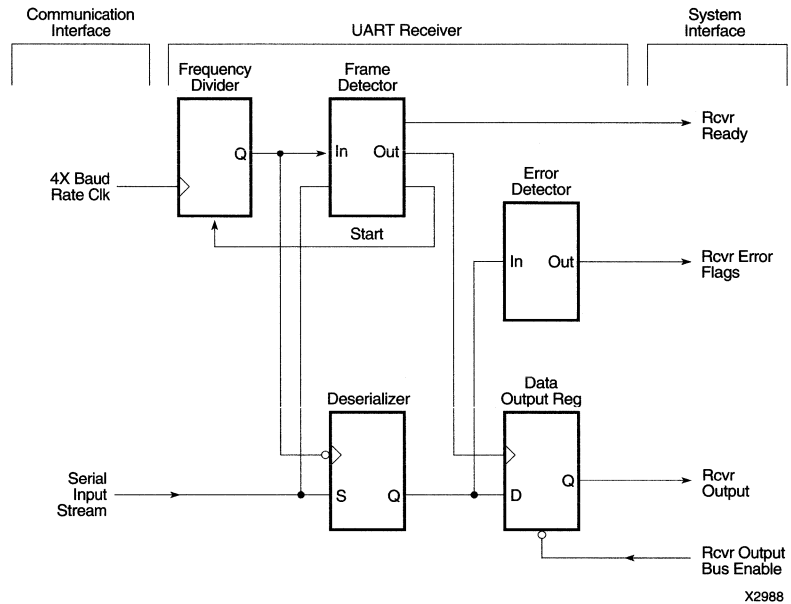 Communication
Interface
UART Receiver
System
Interface
Frequency
Divider
Frame
Detector
Rcvr
Ready
Q
In
Out
4X Baud
Rate Clk
Error
Detector
Start
In
Out
Rcvr Error
Flags
Deserializer
Data
Output Reg
Serial
Input
Stream
S
Q
D
Q
Rcvr
Output
Rcvr Output
Bus Enable
X2988